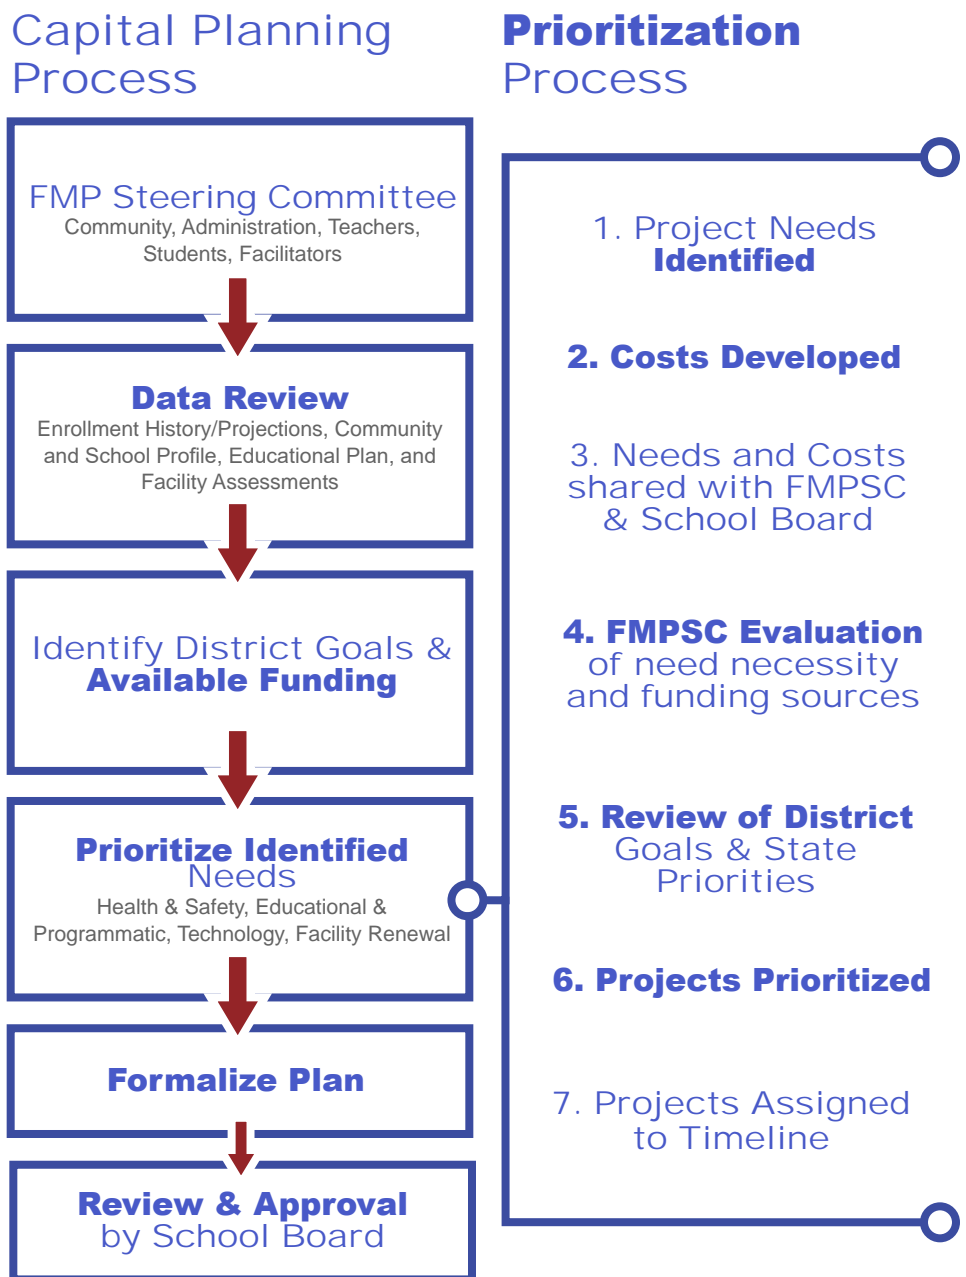 Capital Planning
Process
FMP Steering Committee
Community, Administration, Teachers,
Students, Facilitators
Data Review
Enrollment History/Projections, Community
and School Profile, Educational Plan, and
Facility Assessments
Identify District Goals &
Available Funding
Prioritize Identified
Needs
Health & Safety, Educational &
Programmatic, Technology, Facility Renewal
Formalize Plan
Review & Approval
by School Board
Prioritization
Process
1. Project Needs
Identified
2. Costs Developed
3. Needs and Costs
shared with FMPSC
& School Board
4. FMPSC Evaluation
of need necessity
and funding sources
5. Review of District
Goals & State
Priorities
6. Projects Prioritized
7. Projects Assigned
to Timeline